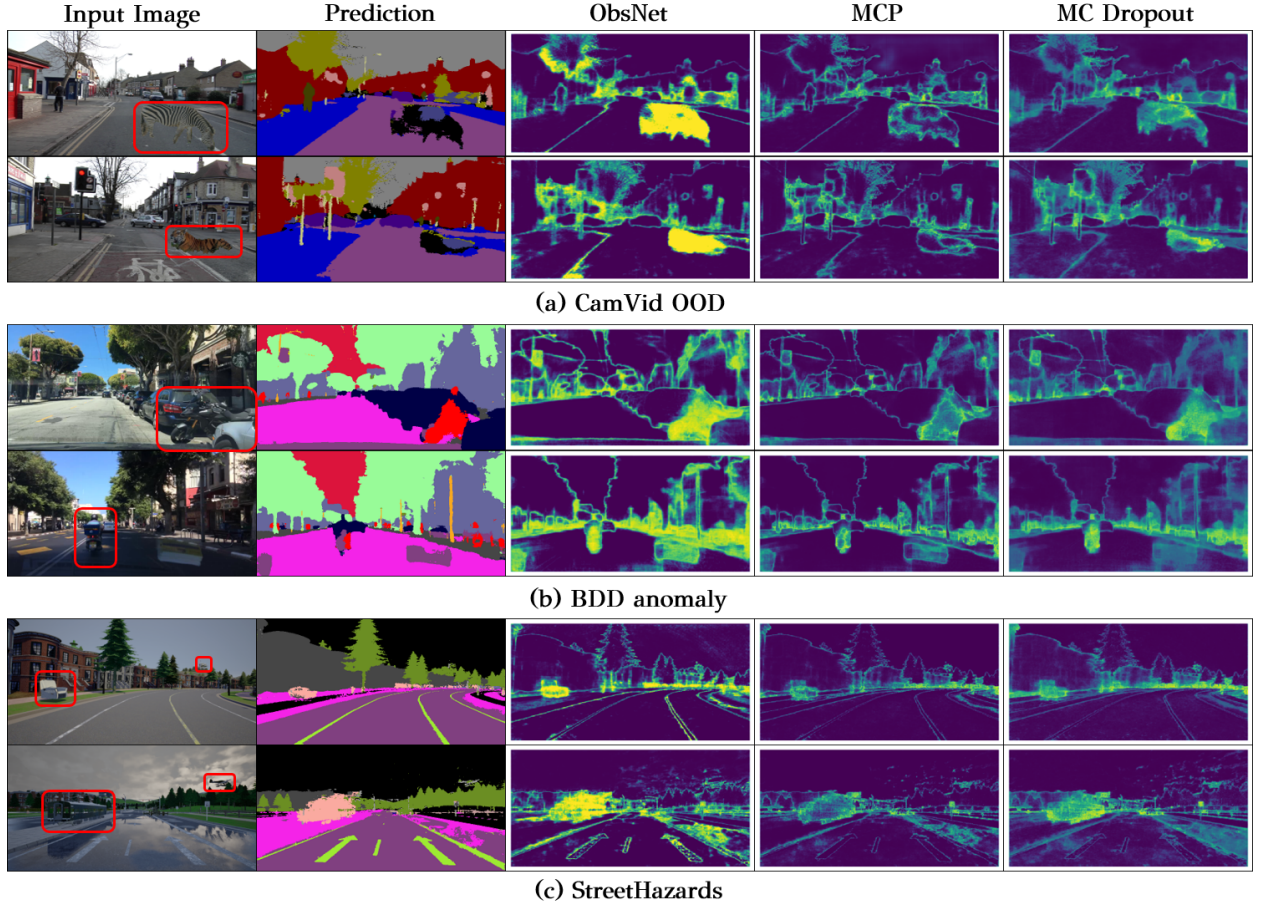 Input Image Prediction ObsNet MCP MC Dropout
(a) CamVid OOD
(b) BDD anomaly
(c) StreetHazards